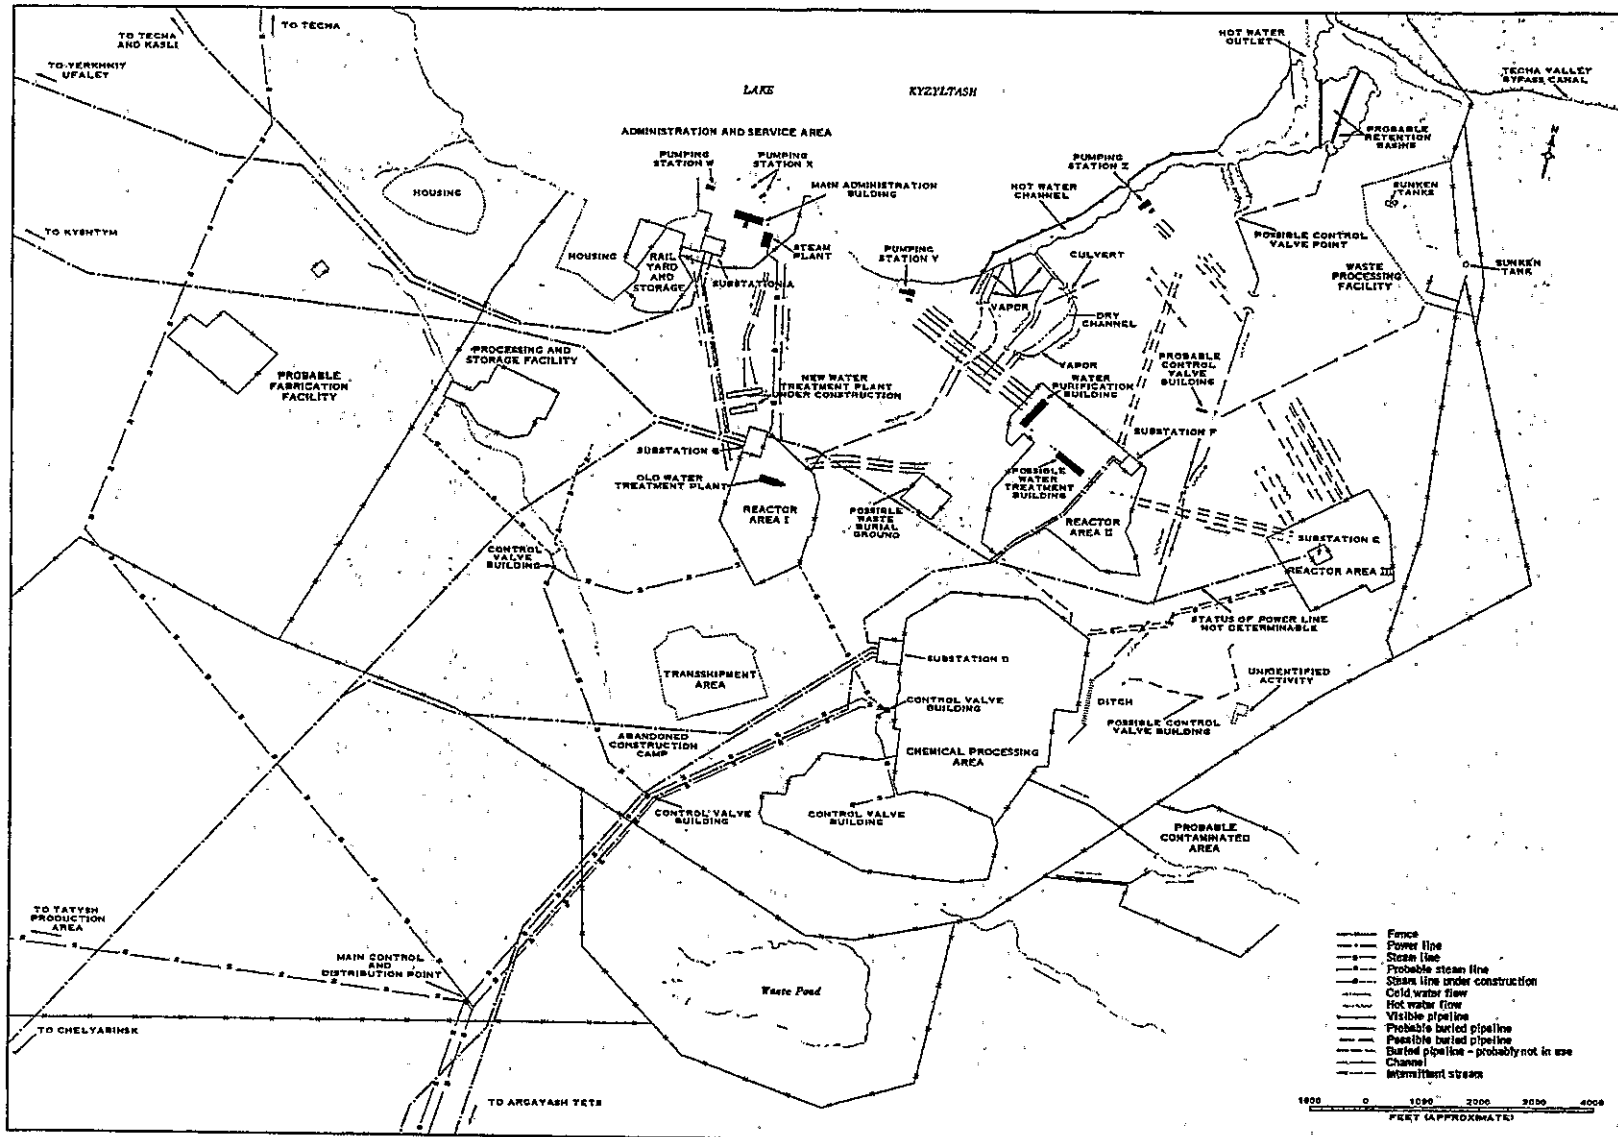 TO TECHA
TO TECHA
AND KASLI
TO VERKHNIY
UFALEY
HOT WATER
OUTLET
TECHA VALLEY
BYPASS CANAL
LAKE KYZYLTASH
ADMINISTRATION AND SERVICE AREA
PROBABLE
RETENTION
BASINS
N
PUMPING
STATION W
PUMPING
STATION X
PUMPING
STATION Z
HOUSING
MAIN ADMINISTRATION
BUILDING
HOT WATER
CHANNEL
SUNKEN
TANKS
TO KYSHTYM
POSSIBLE CONTROL
VALVE POINT
STEAM
PLANT
PUMPING
STATION Y
CULVERT
HOUSING
RAIL
YARD
AND
STORAGE
SUBSTATION A
WASTE
PROCESSING
FACILITY
SUNKEN
TANK
VAPOR
DRY
CHANNEL
PROCESSING AND
STORAGE FACILITY
VAPOR
PROBABLE
CONTROL
VALVE
BUILDING
PROBABLE
FABRICATION
FACILITY
NEW WATER
TREATMENT PLANT
UNDER CONSTRUCTION
WATER
PURIFICATION
BUILDING
SUBSTATION
SUBSTATION F
OLD WATER
TREATMENT PLANT
POSSIBLE
WATER
TREATMENT
BUILDING
REACTOR
AREA I
POSSIBLE
WASTE
BURIAL
GROUND
REACTOR
AREA II
SUBSTATION E
CONTROL
VALVE
BUILDING
REACTOR AREA III
STATUS OF POWER LINE
NOT DETERMINABLE
SUBSTATION D
TRANSSHIPMENT
AREA
UNIDENTIFIED
ACTIVITY
CONTROL VALVE
BUILDING
DITCH
POSSIBLE CONTROL
VALVE BUILDING
ABANDONED
CONSTRUCTION
CAMP
CHEMICAL PROCESSING
AREA
CONTROL VALVE
BUILDING
CONTROL VALVE
BUILDING
PROBABLE
CONTAMINATED
AREA
TO TATYSH
PRODUCTION
AREA
MAIN CONTROL
AND
DISTRIBUTION POINT
Waste Pond
TO CHELYABINSK
TO ARGAYASH TETS
Fence
Power line
Steam line
Probable steam line
Steam line under construction
Cold water flow
Hot water flow
Visible pipeline
Probable buried pipeline
Possible buried pipeline
Buried pipeline - probably not in use
Channel
Intermittent stream
1000 0 1000 2000 3000 4000
FEET (APPROXIMATE)